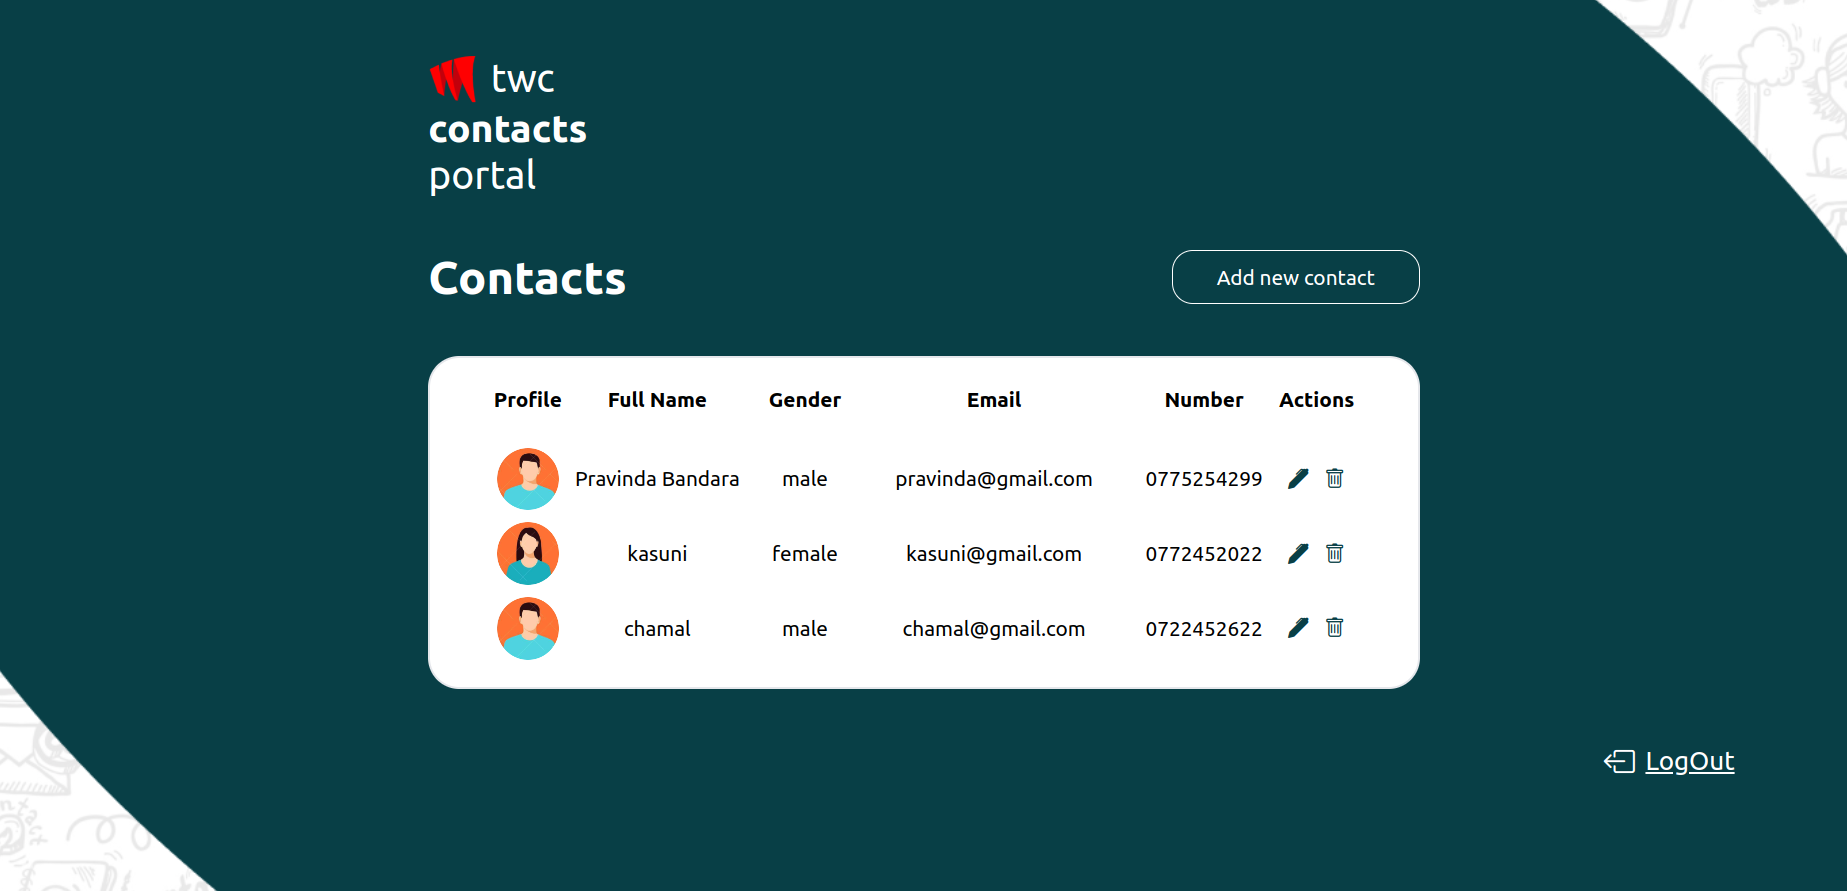 twc
contacts
portal
Contacts
Add new contact
Profile Full Name Gender Email Number Actions
Pravinda Bandara male pravinda@gmail.com 0775254299
kasuni female kasuni@gmail.com 0772452022
chamal male chamal@gmail.com 0722452622
LogOut